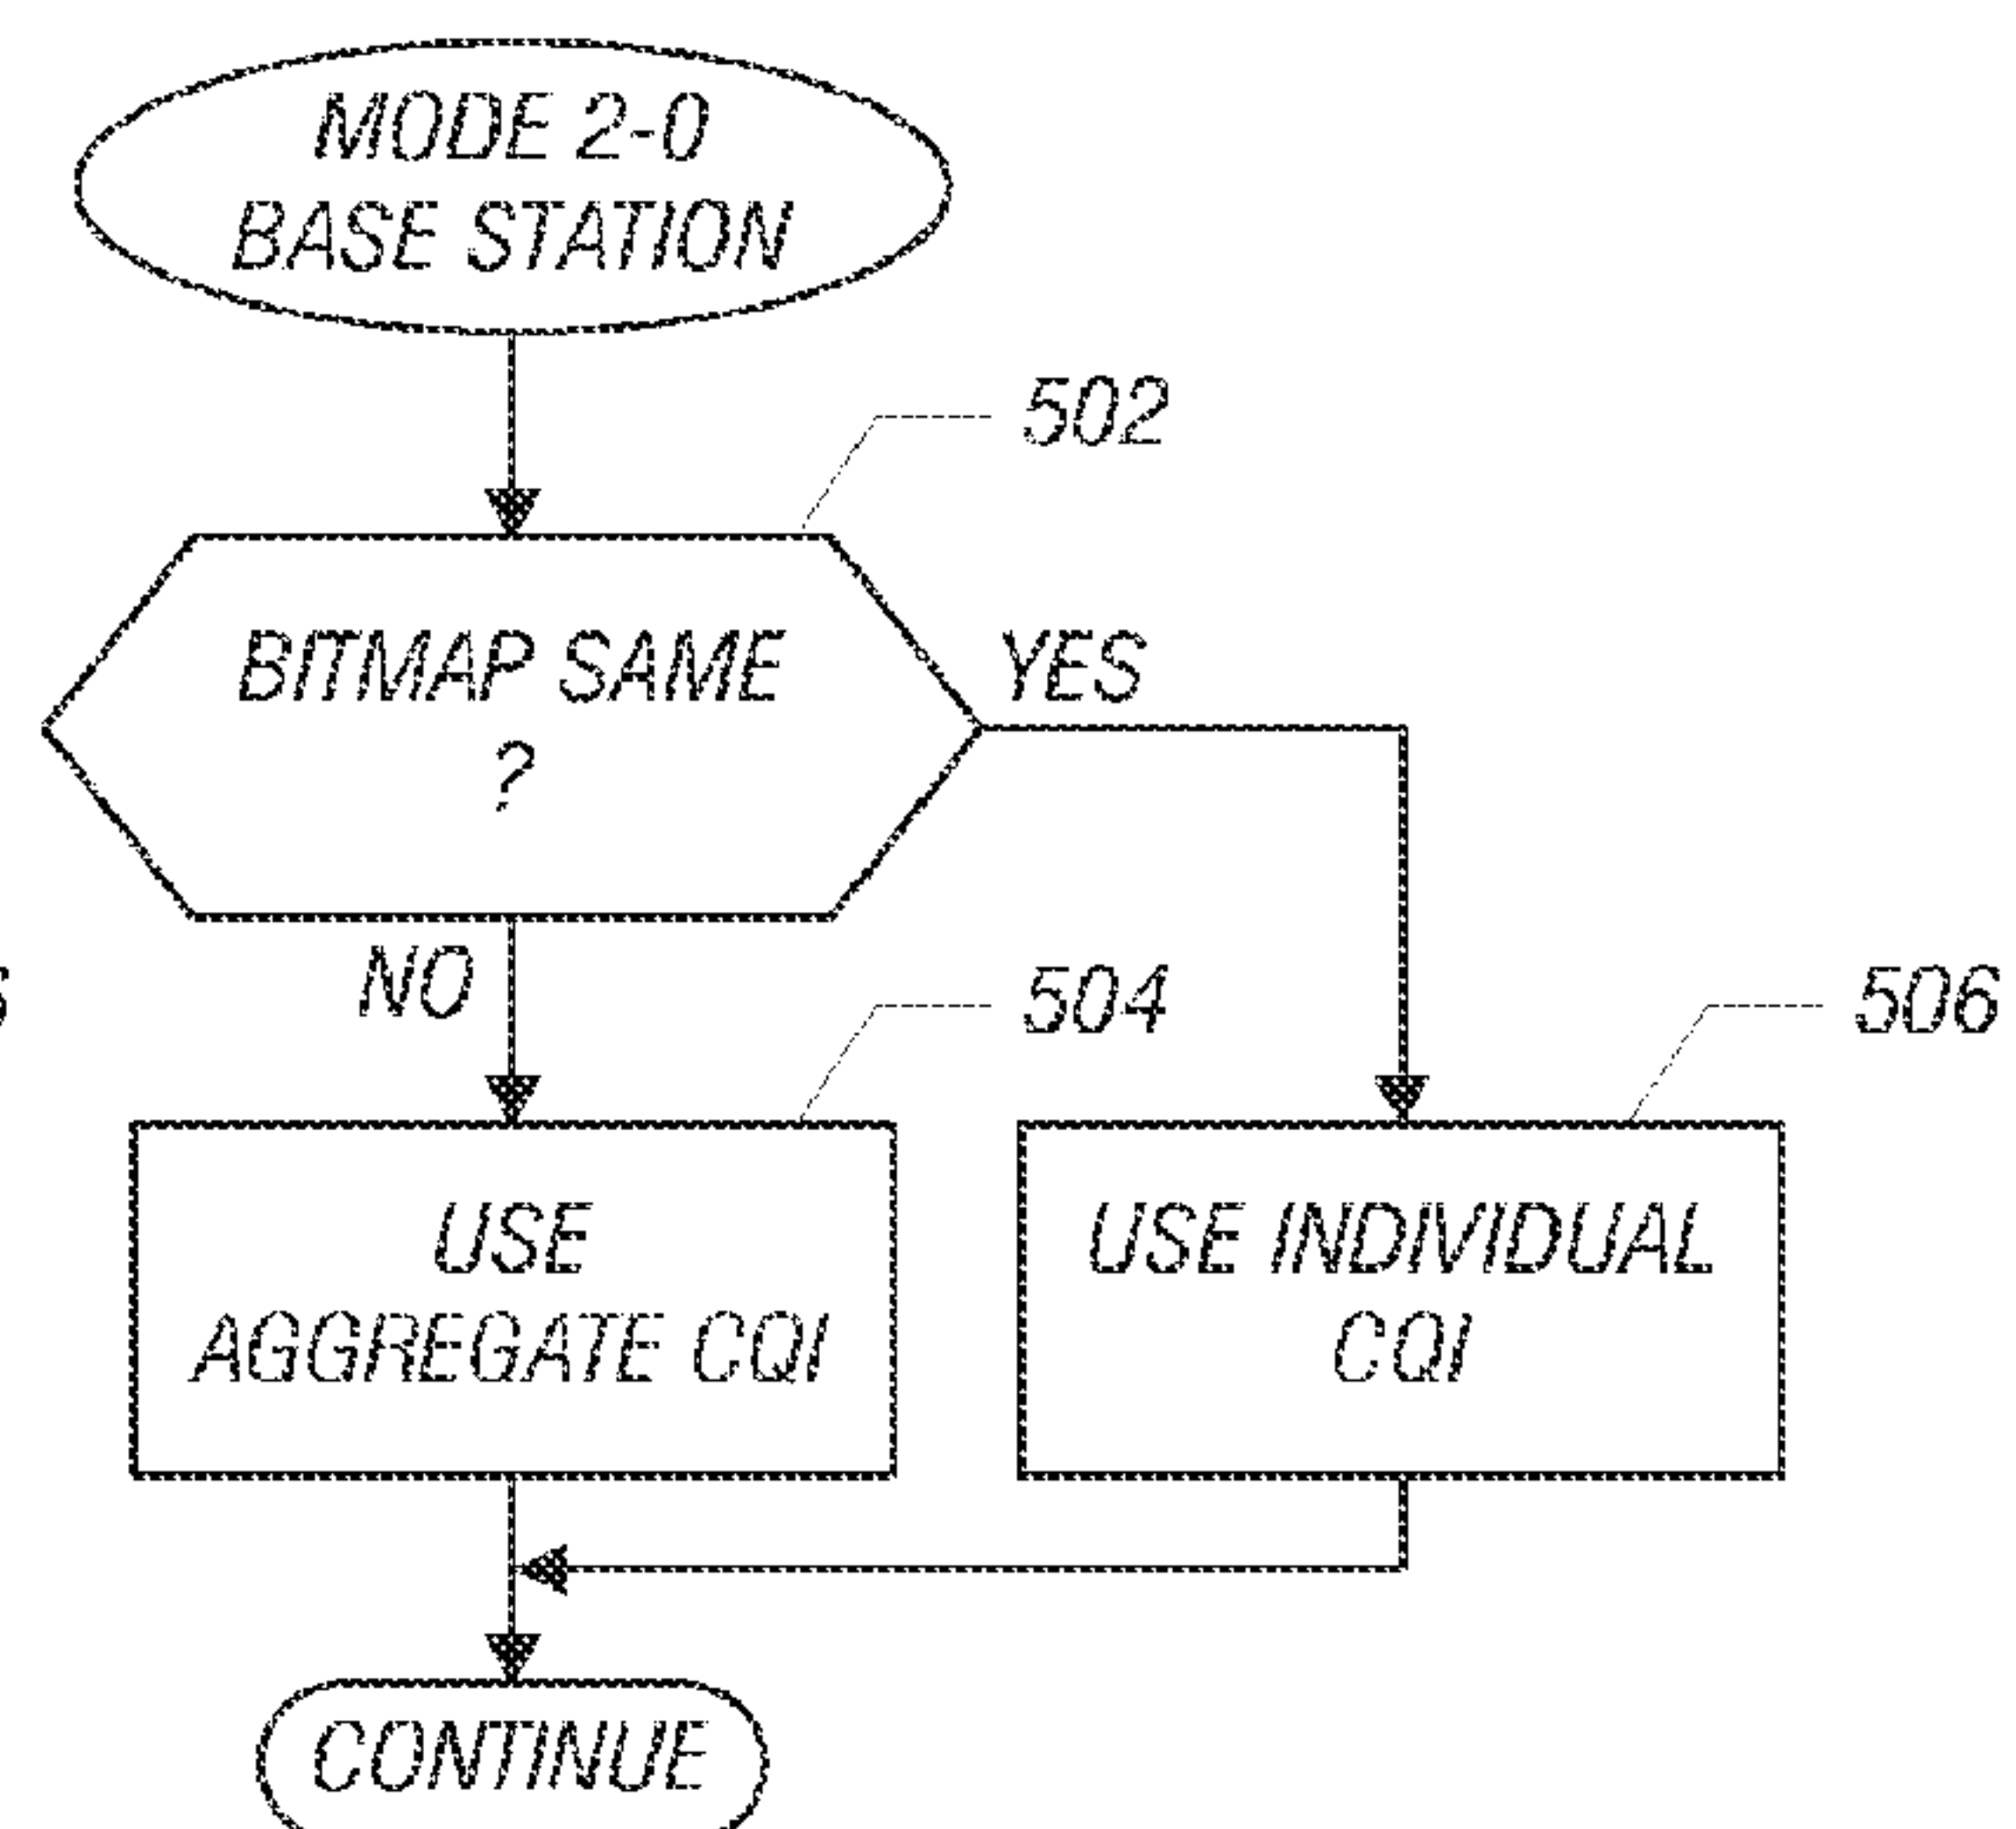 MODE 2-0
BASE STATION
502
BITMAP SAME
?
YES
NO
504
506
USE
AGGREGATE CQI
USE INDIVIDUAL
CQI
CONTINUE